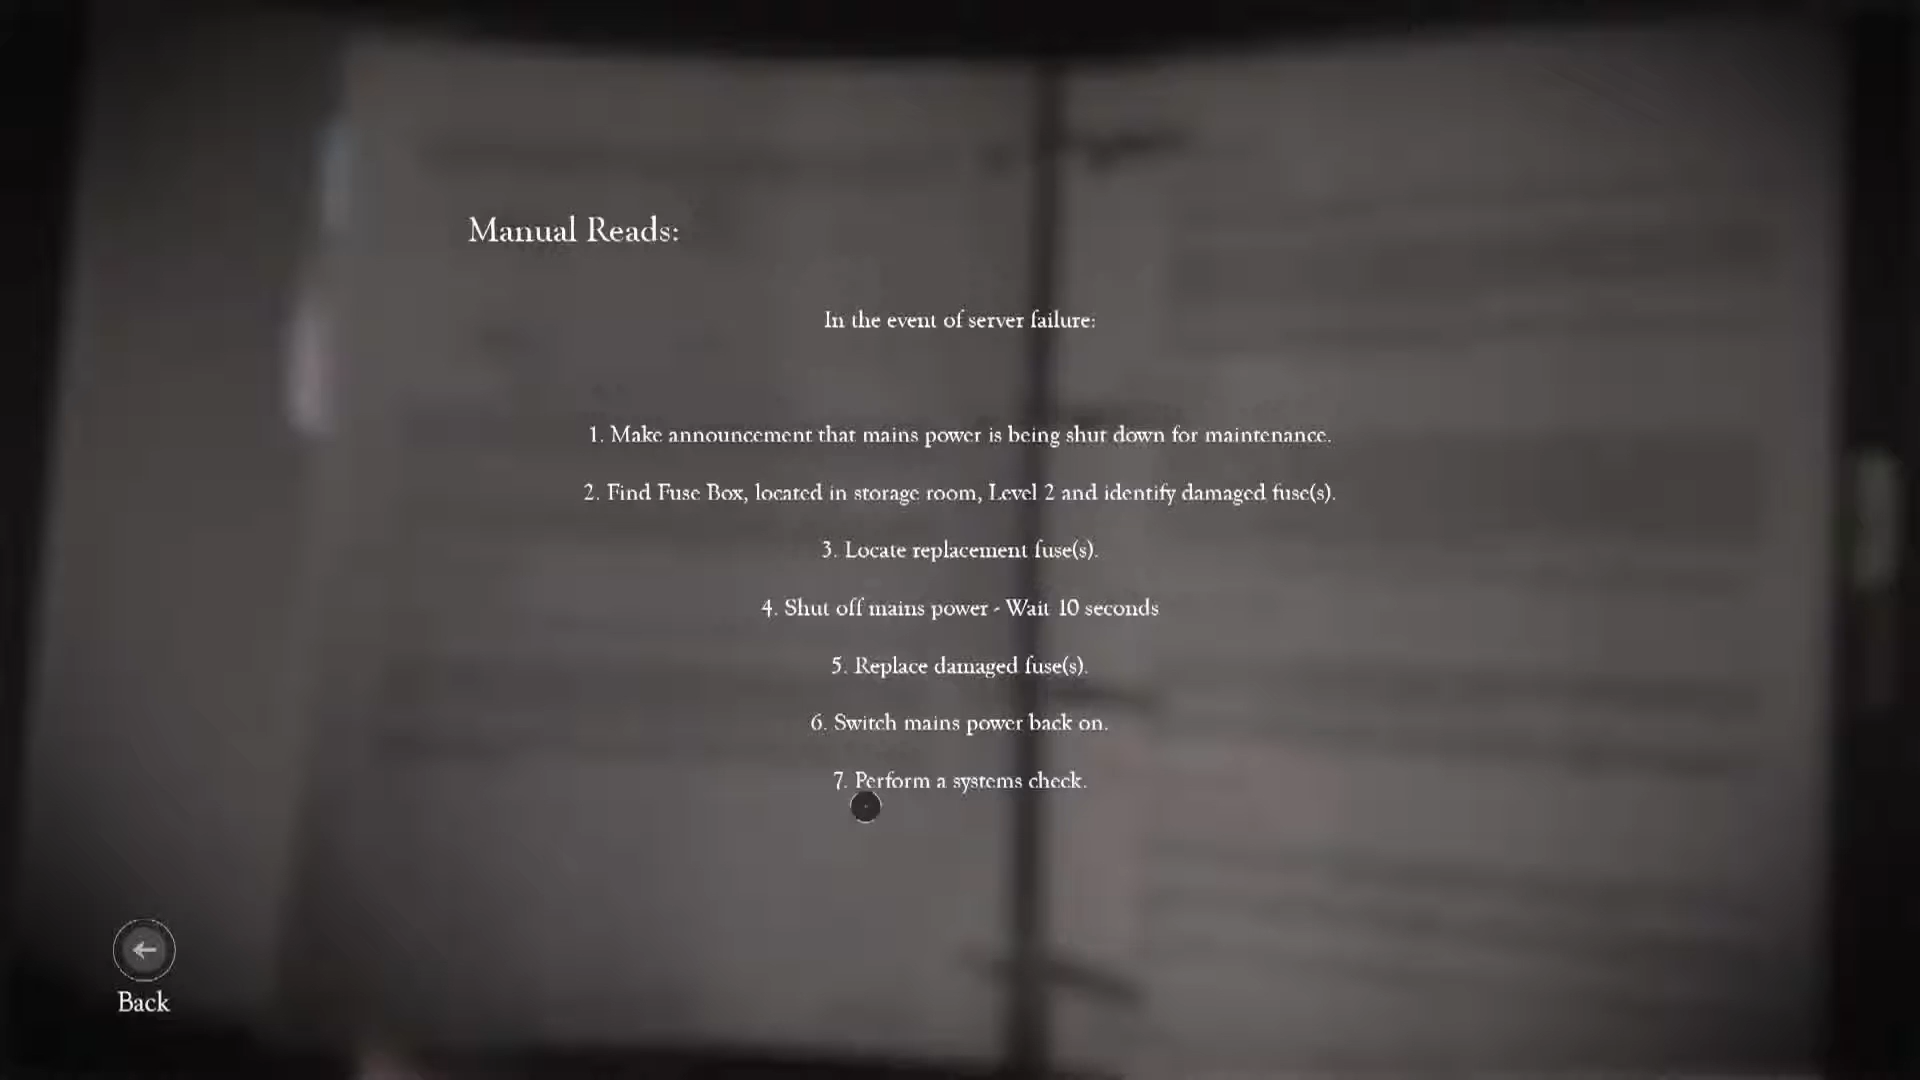 Manual Reads:
In the event of server failure:
1. Make announcement that mains power is being shut down for maintenance.
2. Find Fuse Box, located in storage room, Level 2 and identify damaged fuse(s).
3. Locate replacement fuse(s).
4. Shut off mains power - Wait 10 seconds
5. Replace damaged fuse(s).
6. Switch mains power back on.
7. Perform a systems check.
Back